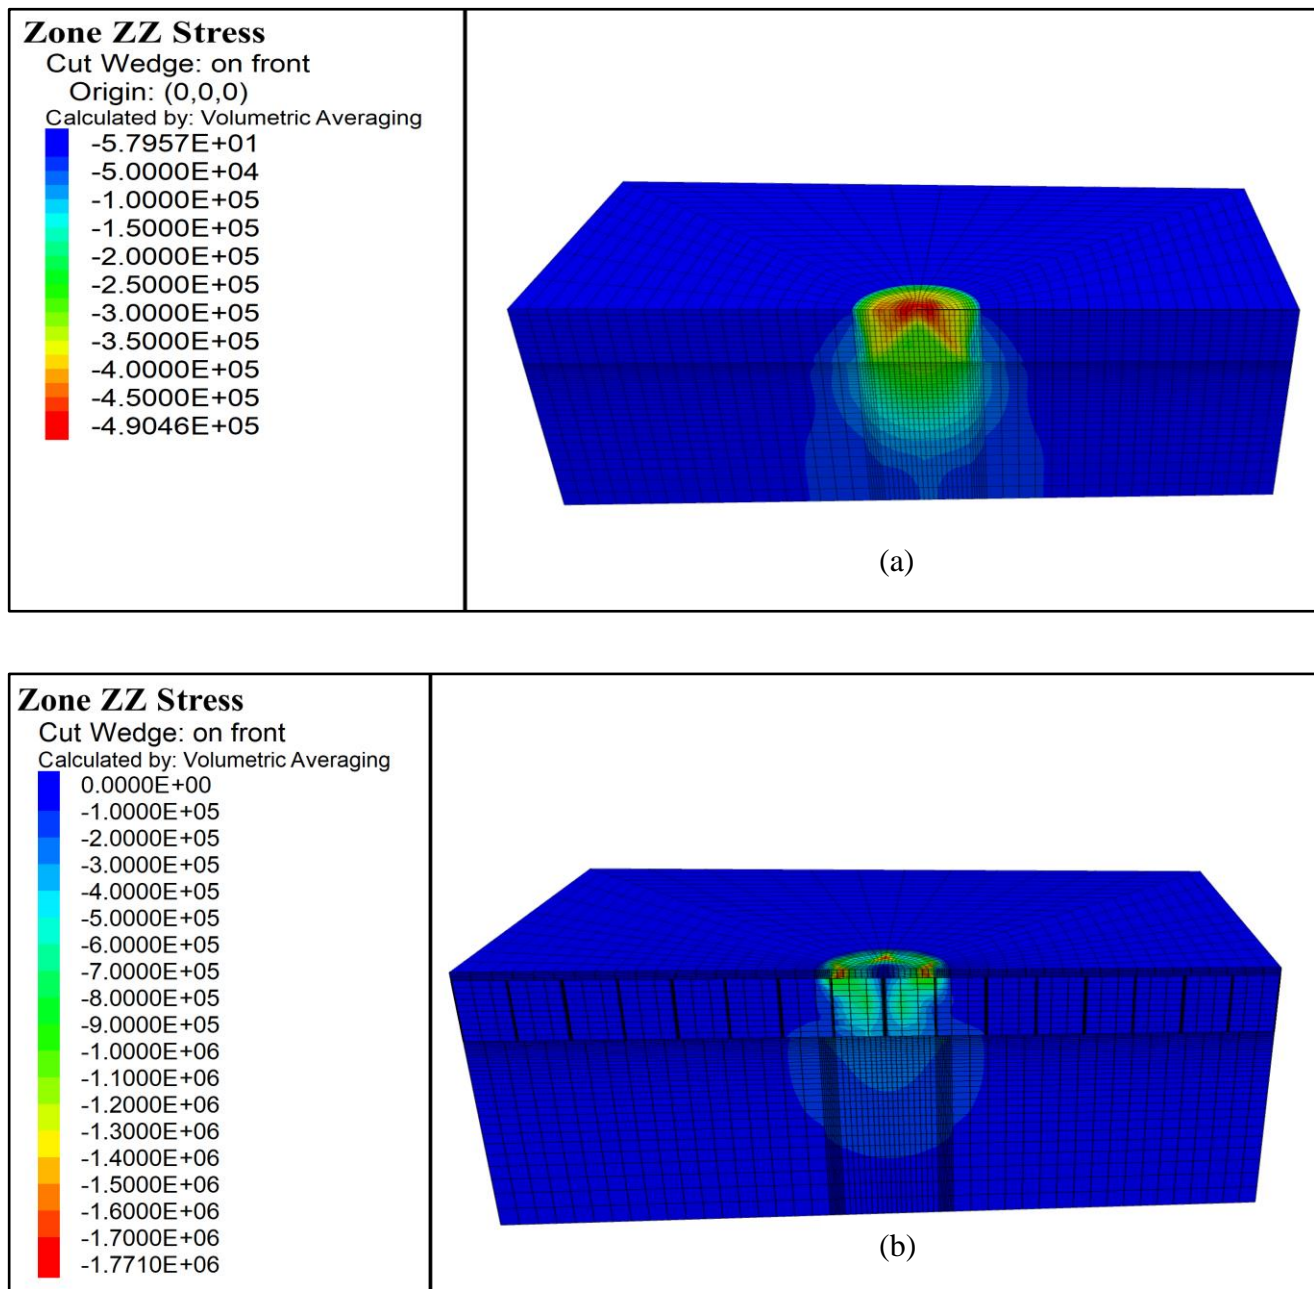 Zone ZZ Stress
Cut Wedge: on front
Origin: (0,0,0)
Calculated by: Volumetric Averaging
-5.7957E+01
-5.0000E+04
-1.0000E+05
-1.5000E+05
-2.0000E+05
-2.5000E+05
-3.0000E+05
-3.5000E+05
-4.0000E+05
-4.5000E+05
-4.9046E+05
(a)
Zone ZZ Stress
Cut Wedge: on front
Calculated by: Volumetric Averaging
0.0000E+00
-1.0000E+05
-2.0000E+05
-3.0000E+05
-4.0000E+05
-5.0000E+05
-6.0000E+05
-7.0000E+05
-8.0000E+05
-9.0000E+05
-1.0000E+06
-1.1000E+06
-1.2000E+06
-1.3000E+06
-1.4000E+06
-1.5000E+06
-1.6000E+06
-1.7000E+06
-1.7710E+06
(b)